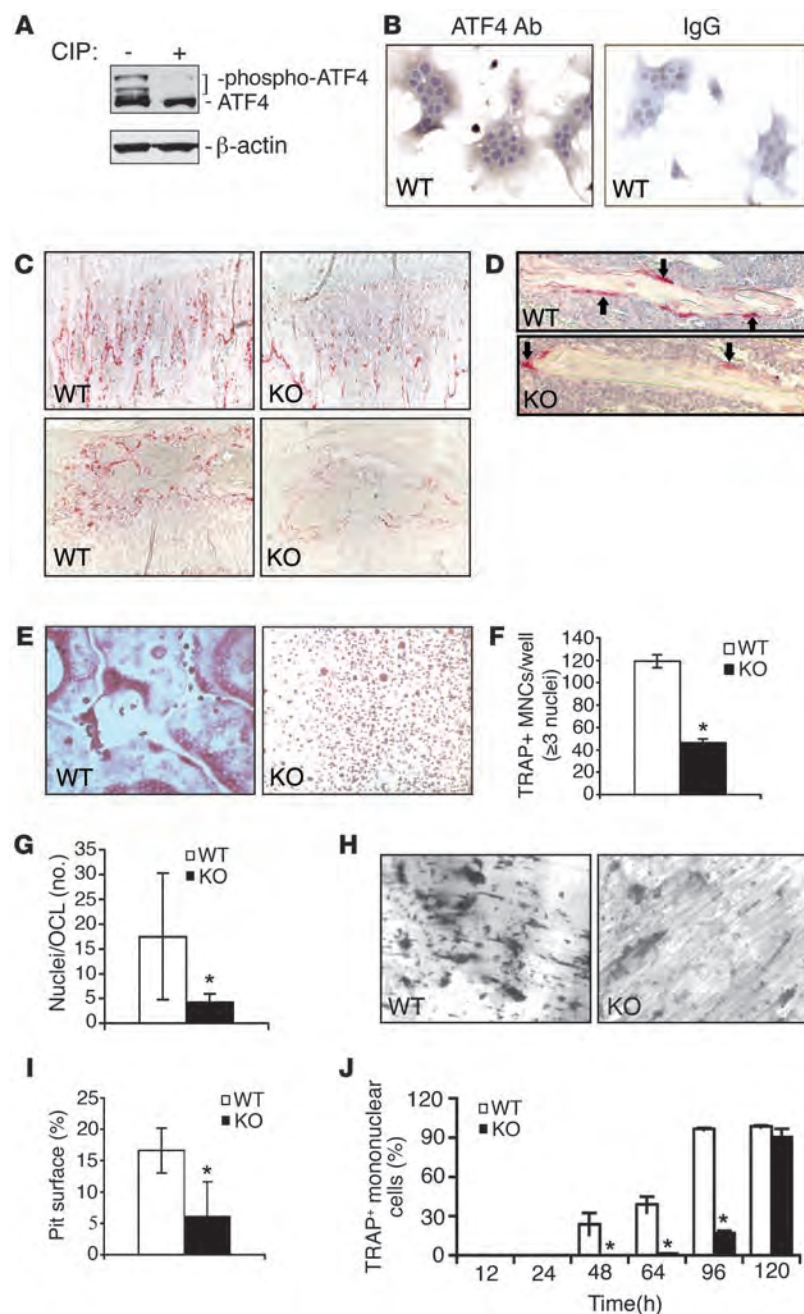 A
CIP: - +
-phospho-ATF4
- ATF4
-β-actin
B
ATF4 Ab
IgG
WT
WT
C
WT
KO
WT
KO
D
WT
KO
E
WT
KO
F
TRAP+ MNCs/well
(≥3 nuclei)
140
120
100
80
60
40
20
0
WT
KO
*
G
Nuclei/OCL (no.)
35
30
25
20
15
10
5
0
WT
KO
*
H
WT
KO
I
Pit surface (%)
25
20
15
10
5
0
WT
KO
*
J
TRAP⁺ mononuclear
cells (%)
120
90
60
30
0
WT
KO
* * *
12 24 48 64 96 120
Time(h)